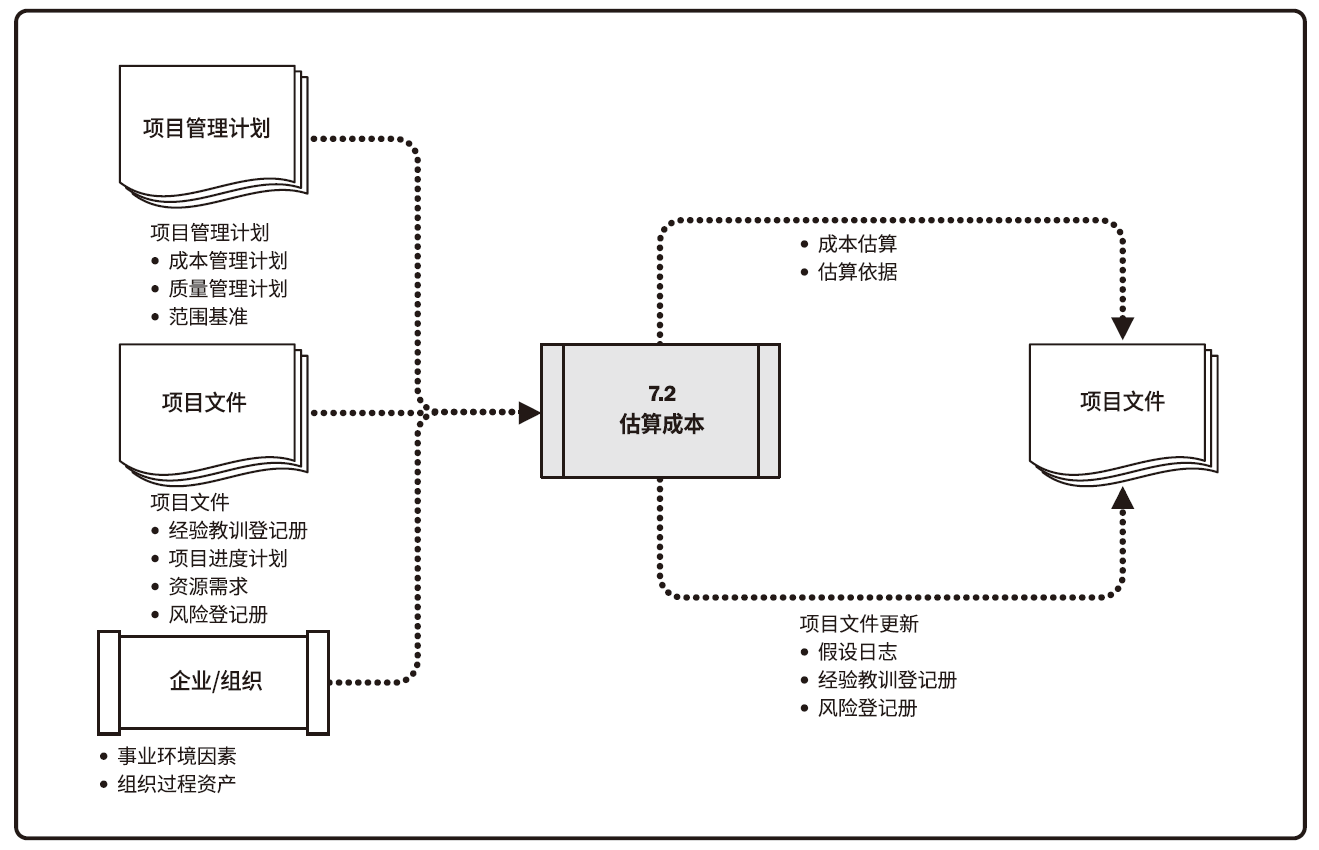 项目管理计划
项目管理计划
• 成本管理计划
• 质量管理计划
• 范围基准
项目文件
项目文件
• 经验教训登记册
• 项目进度计划
• 资源需求
• 风险登记册
企业/组织
• 事业环境因素
• 组织过程资产
7.2
估算成本
• 成本估算
• 估算依据
项目文件
项目文件更新
• 假设日志
• 经验教训登记册
• 风险登记册